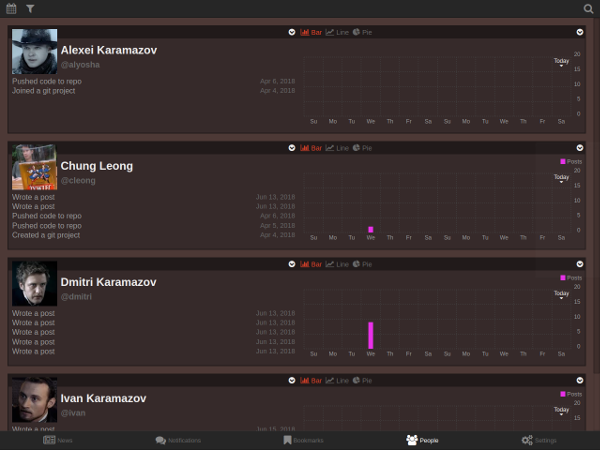 Bar Line Pie
Alexei Karamazov
@alyosha
Pushed code to repo Apr 6, 2018
Joined a git project Apr 4, 2018
Today
20
15
10
5
0
Su Mo Tu We Th Fr Sa Su Mo Tu We Th Fr Sa
Bar Line Pie
Chung Leong
@cleong
Wrote a post Jun 13, 2018
Wrote a post Jun 13, 2018
Pushed code to repo Apr 6, 2018
Pushed code to repo Apr 5, 2018
Created a git project Apr 4, 2018
Posts
Today
20
15
10
5
0
Su Mo Tu We Th Fr Sa Su Mo Tu We Th Fr Sa
Bar Line Pie
Dmitri Karamazov
@dmitri
Wrote a post Jun 13, 2018
Wrote a post Jun 13, 2018
Wrote a post Jun 13, 2018
Wrote a post Jun 13, 2018
Wrote a post Jun 13, 2018
Posts
Today
20
15
10
5
0
Su Mo Tu We Th Fr Sa Su Mo Tu We Th Fr Sa
Bar Line Pie
Ivan Karamazov
@ivan
Wrote a post Jun 15, 2018
Posts
Today
20
15
News Notifications Bookmarks People Settings